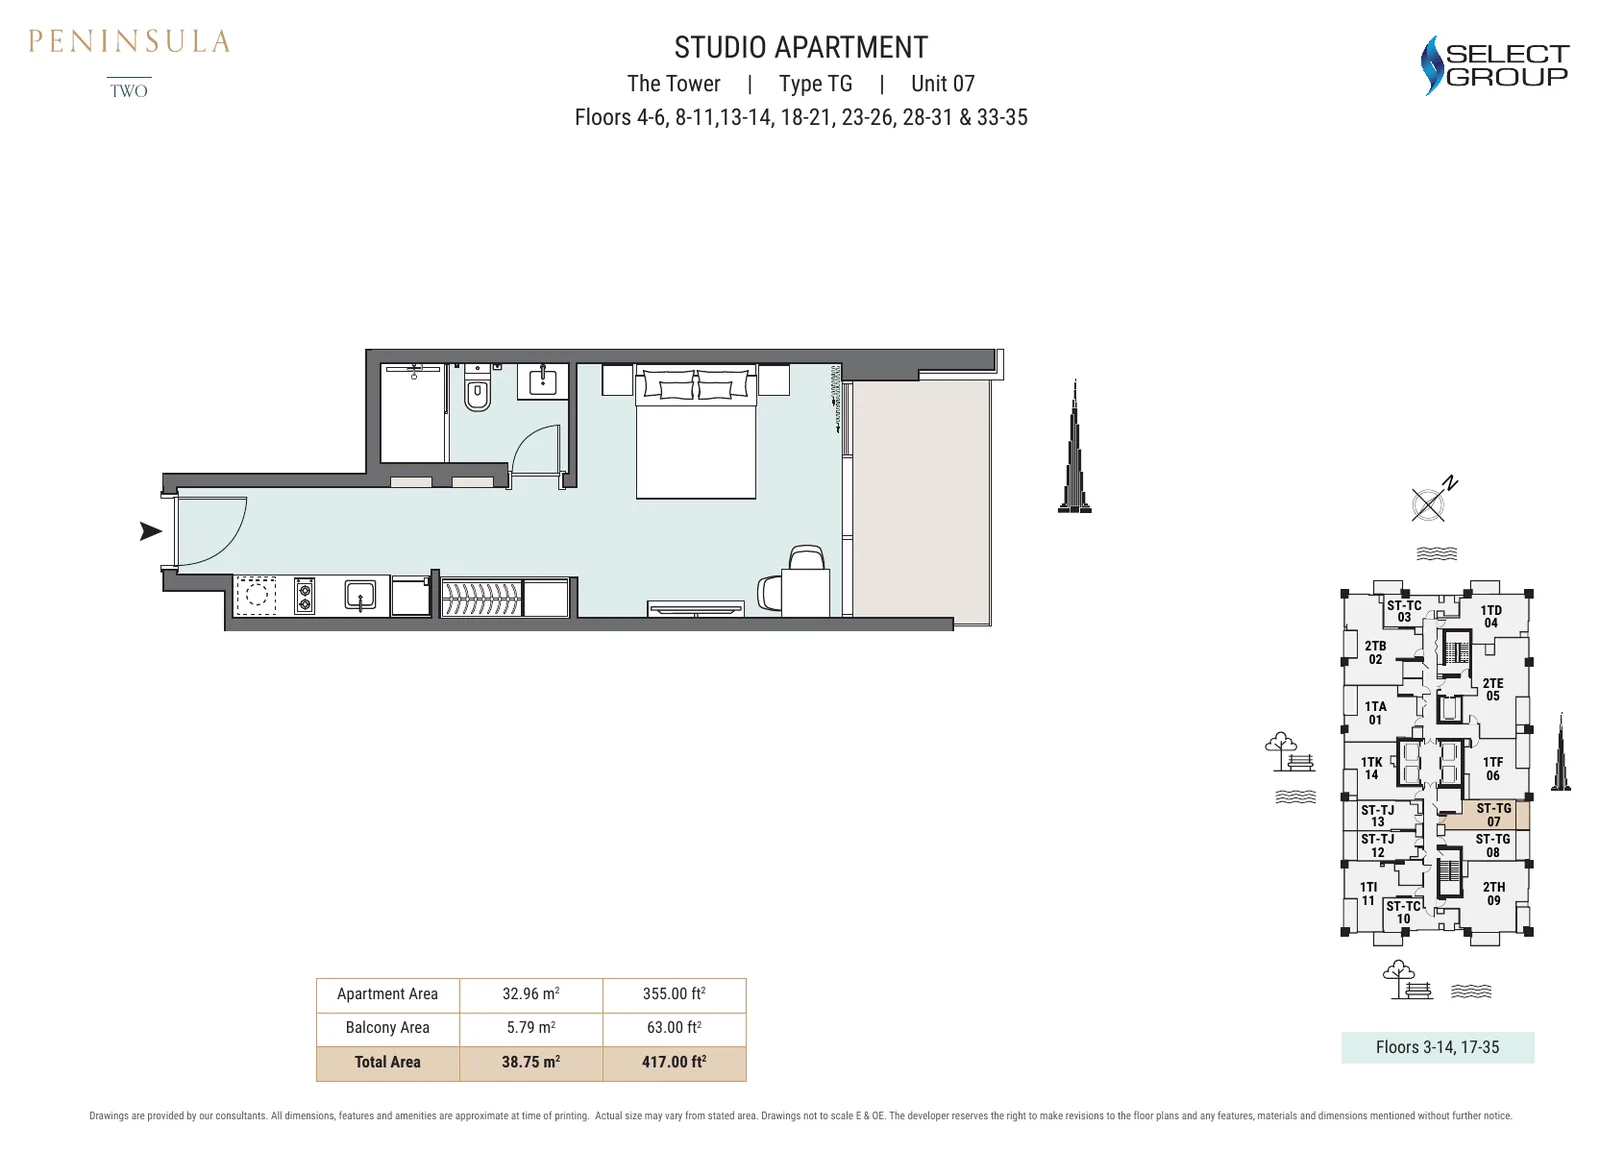 PENINSULA
TWO
STUDIO APARTMENT
The Tower | Type TG | Unit 07
Floors 4-6, 8-11,13-14, 18-21, 23-26, 28-31 & 33-35
SELECT
GROUP
N
ST-TC
03
1TD
04
2TB
02
2TE
05
1TA
01
1TK
14
1TF
06
ST-TJ
13
ST-TG
07
ST-TJ
12
ST-TG
08
1TI
11
2TH
09
ST-TC
10
Floors 3-14, 17-35
Apartment Area 32.96 m² 355.00 ft²
Balcony Area 5.79 m² 63.00 ft²
Total Area 38.75 m² 417.00 ft²
Drawings are provided by our consultants. All dimensions, features and amenities are approximate at time of printing. Actual size may vary from stated area. Drawings not to scale E & OE. The developer reserves the right to make revisions to the floor plans and any features, materials and dimensions mentioned without further notice.